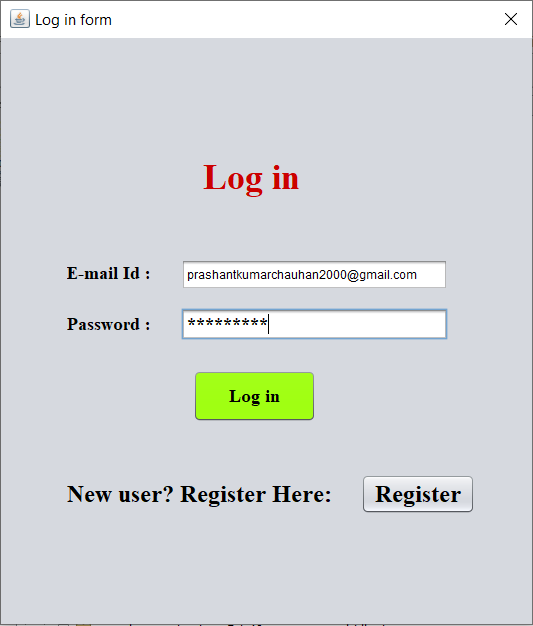 Log in form
Log in
E-mail Id : prashantkumarchauhan2000@gmail.com
Password : *********
Log in
New user? Register Here: Register